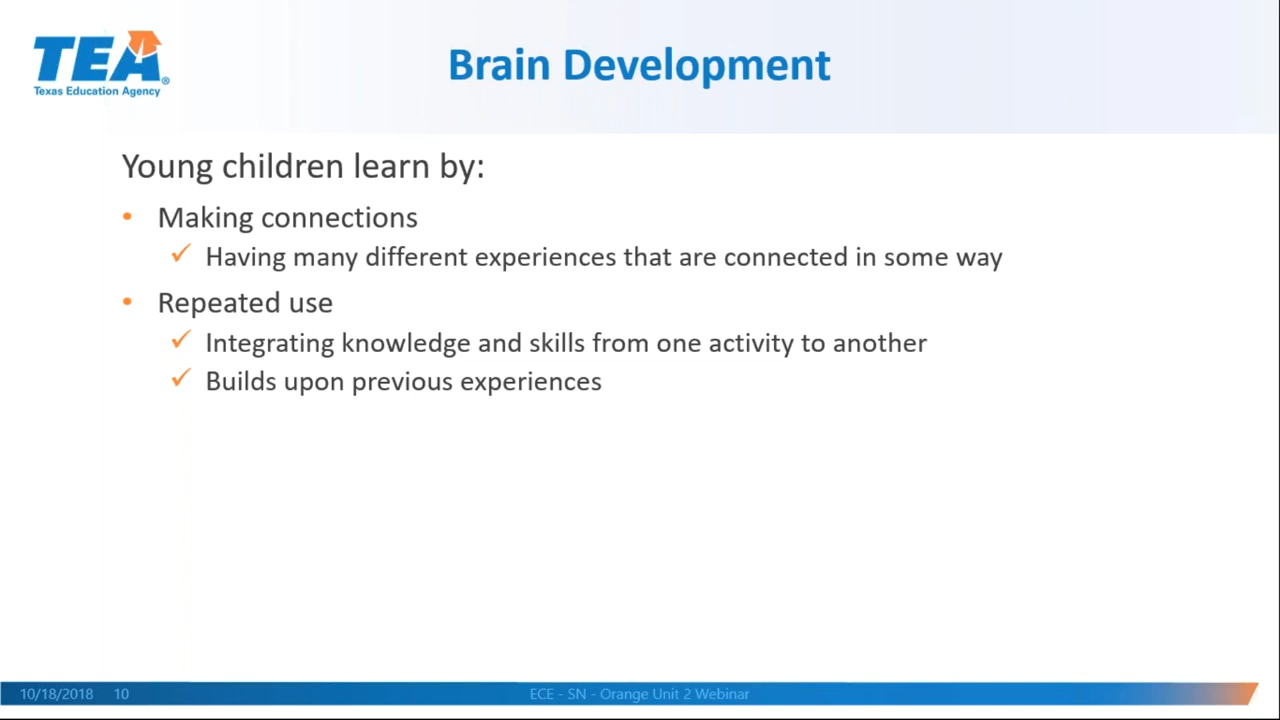 TEA®
Texas Education Agency
Brain Development
Young children learn by:
• Making connections
✓ Having many different experiences that are connected in some way
• Repeated use
✓ Integrating knowledge and skills from one activity to another
✓ Builds upon previous experiences
10/18/2018 10 ECE - SN - Orange Unit 2 Webinar